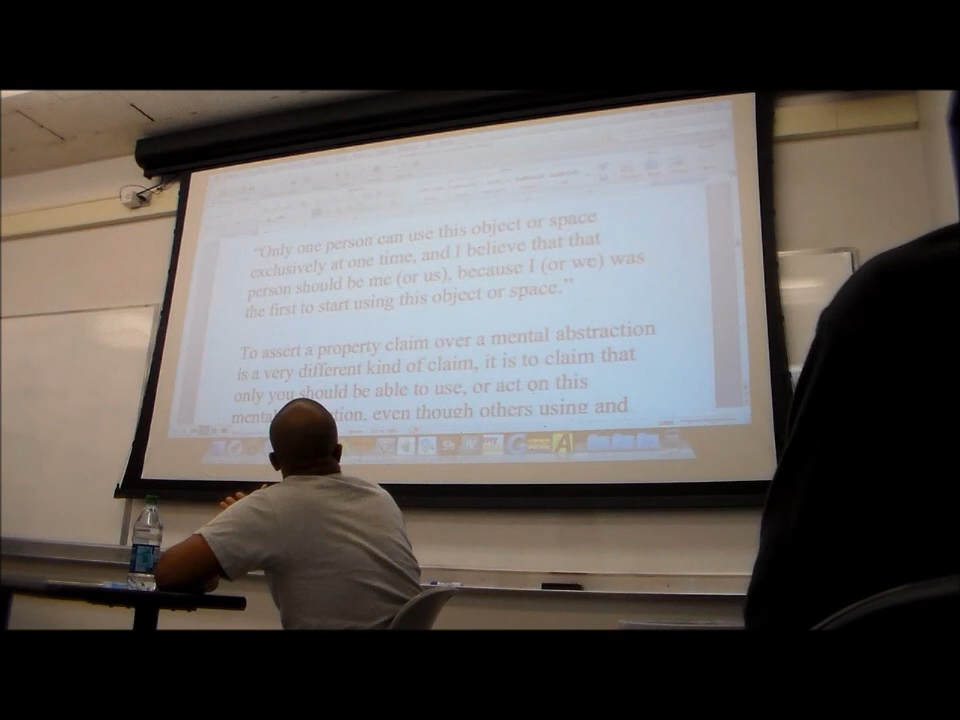 “Only one person can use this object or space
exclusively at one time, and I believe that that
person should be me (or us), because I (or we) was
the first to start using this object or space.”
To assert a property claim over a mental abstraction
is a very different kind of claim, it is to claim that
only you should be able to use, or act on this
even though others using and